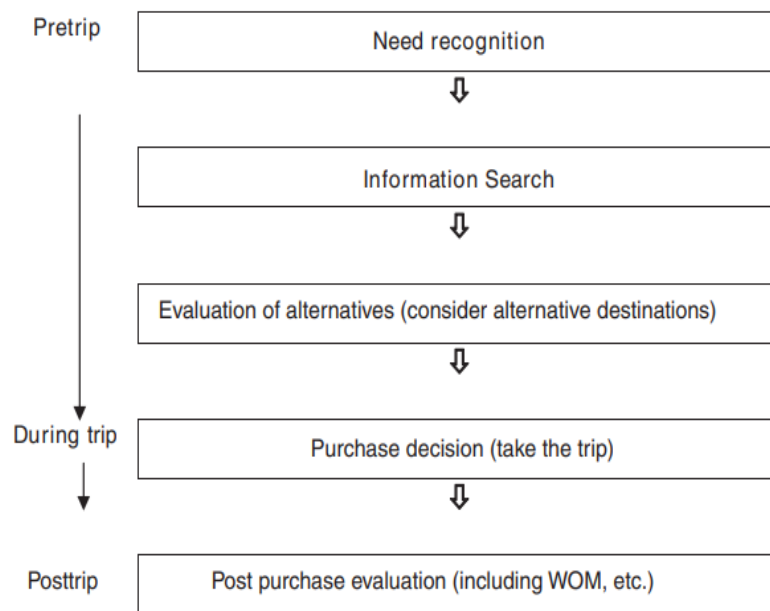 Pretrip
Need recognition
Information Search
Evaluation of alternatives (consider alternative destinations)
During trip
Purchase decision (take the trip)
Posttrip
Post purchase evaluation (including WOM, etc.)